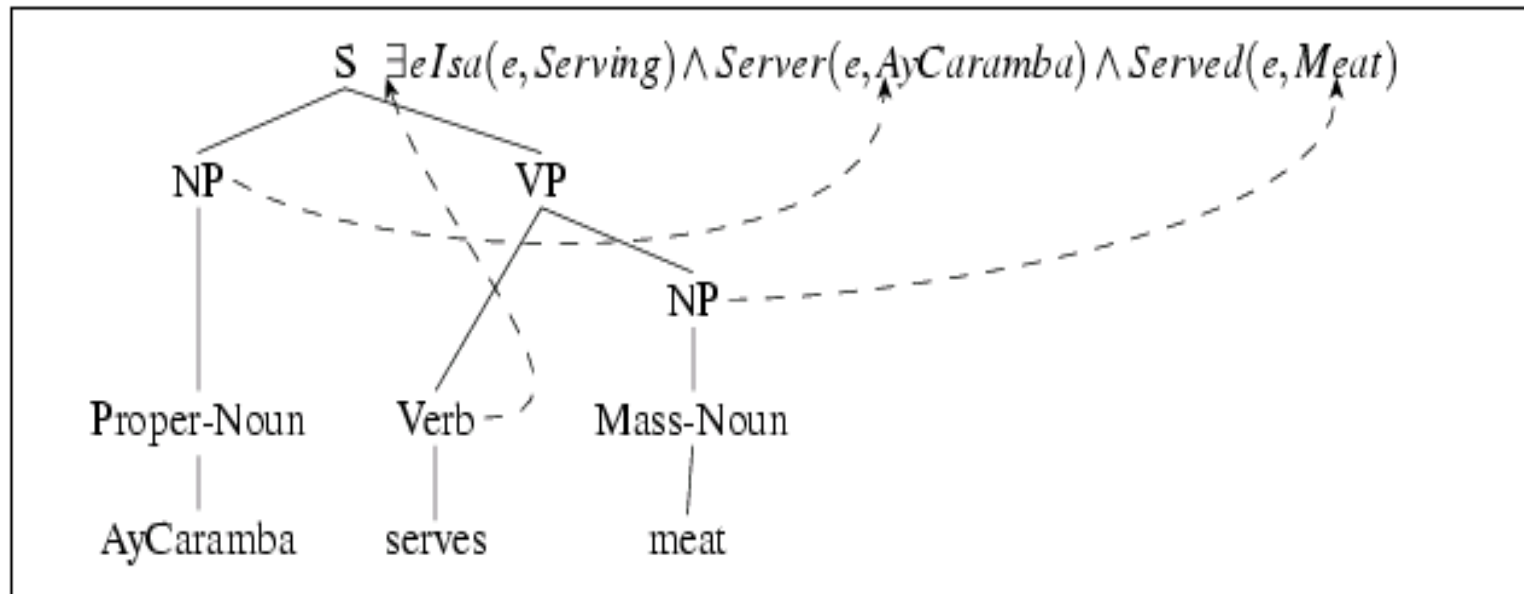 S ∃eIsa(e,Serving)∧Server(e,AyCaramba)∧Served(e,Meat)
NP VP
NP
Proper-Noun Verb Mass-Noun
AyCaramba serves meat